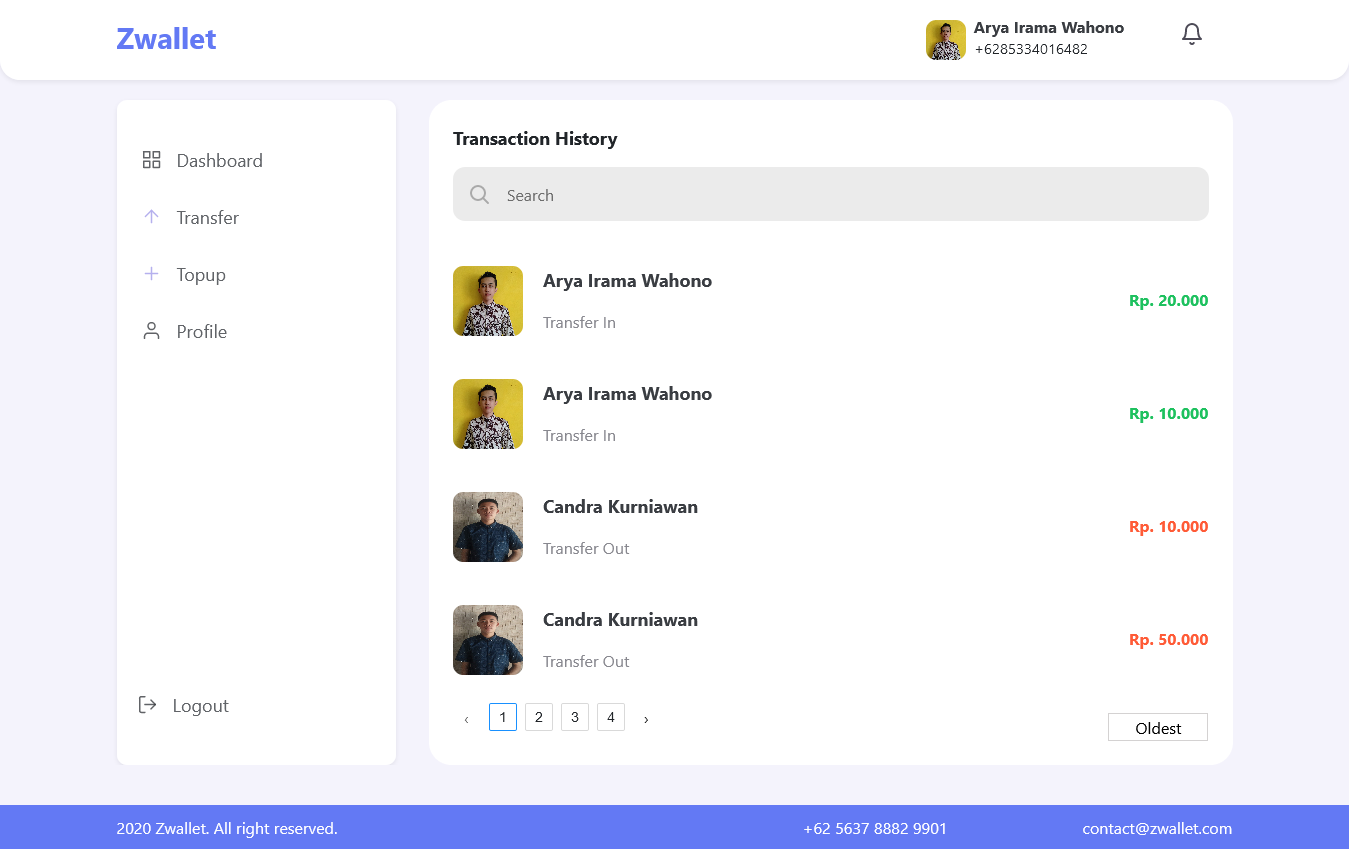 Zwallet
Arya Irama Wahono
+6285334016482
Dashboard
Transfer
Topup
Profile
Logout
Transaction History
Search
Arya Irama Wahono
Transfer In
Rp. 20.000
Arya Irama Wahono
Transfer In
Rp. 10.000
Candra Kurniawan
Transfer Out
Rp. 10.000
Candra Kurniawan
Transfer Out
Rp. 50.000
‹ 1 2 3 4 ›
Oldest
2020 Zwallet. All right reserved.
+62 5637 8882 9901
contact@zwallet.com